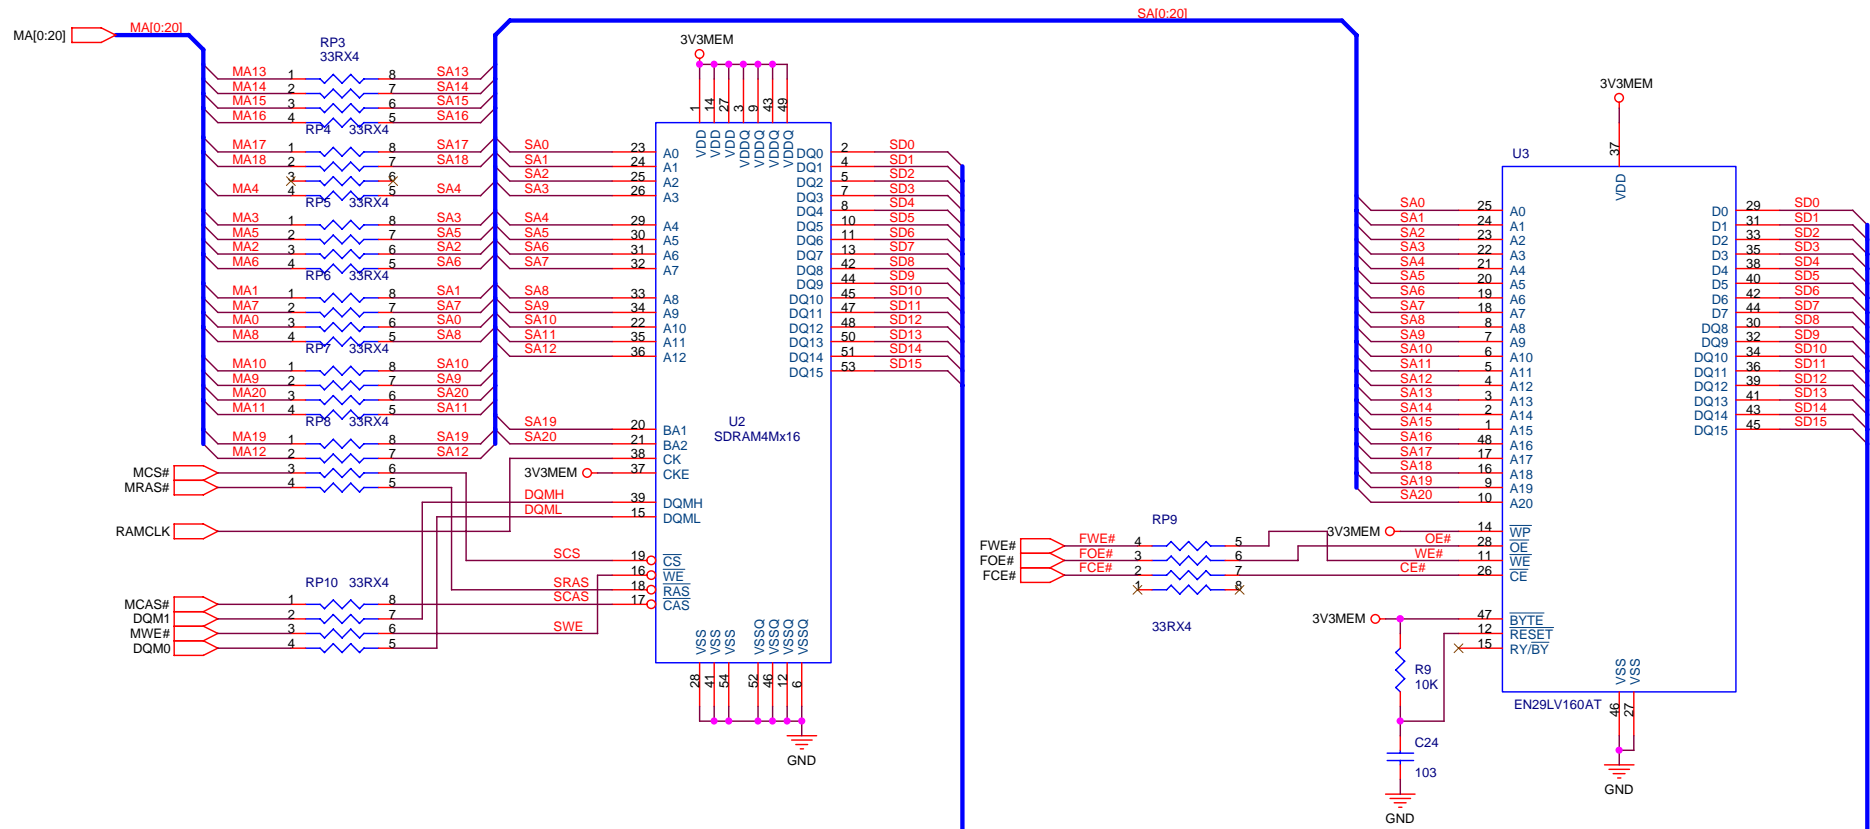 MA[0:20] MA[0:20] SA[0:20]
RP3
33RX4
MA13 1 8 SA13
MA14 2 7 SA14
MA15 3 6 SA15
MA16 4 5 SA16
RP4 33RX4
MA17 1 8 SA17
MA18 2 7 SA18
3 6
MA4 4 5 SA4
RP5 33RX4
MA3 1 8 SA3
MA5 2 7 SA5
MA2 3 6 SA2
MA6 4 5 SA6
RP6 33RX4
MA1 1 8 SA1
MA7 2 7 SA7
MA0 3 6 SA0
MA8 4 5 SA8
RP7 33RX4
MA10 1 8 SA10
MA9 2 7 SA9
MA20 3 6 SA20
MA11 4 5 SA11
RP8 33RX4
MA19 1 8 SA19
MA12 2 7 SA12
MCS# 3 6
MRAS# 4 5
RAMCLK
RP10 33RX4
MCAS# 1 8
DQM1 2 7
MWE# 3 6
DQM0 4 5
3V3MEM
1 14 27 3 9 43 49
VDD VDD VDD VDDQ VDDQ VDDQ VDDQ
SA0 23 A0
SA1 24 A1
SA2 25 A2
SA3 26 A3
SA4 29 A4
SA5 30 A5
SA6 31 A6
SA7 32 A7
SA8 33 A8
SA9 34 A9
SA10 22 A10
SA11 35 A11
SA12 36 A12
SA19 20 BA1
SA20 21 BA2
38 CK
3V3MEM 37 CKE
DQMH 39 DQMH
DQML 15 DQML
SCS 19 CS
16 WE
SRAS 18 RAS
SCAS 17 CAS
SWE
U2
SDRAM4Mx16
DQ0 2 SD0
DQ1 4 SD1
DQ2 5 SD2
DQ3 7 SD3
DQ4 8 SD4
DQ5 10 SD5
DQ6 11 SD6
DQ7 13 SD7
DQ8 42 SD8
DQ9 44 SD9
DQ10 45 SD10
DQ11 47 SD11
DQ12 48 SD12
DQ13 50 SD13
DQ14 51 SD14
DQ15 53 SD15
VSS VSS VSS VSSQ VSSQ VSSQ VSSQ
28 41 54 52 46 12 6
GND
3V3MEM
37
VDD
U3
SA0 25 A0
SA1 24 A1
SA2 23 A2
SA3 22 A3
SA4 21 A4
SA5 20 A5
SA6 19 A6
SA7 18 A7
SA8 8 A8
SA9 7 A9
SA10 6 A10
SA11 5 A11
SA12 4 A12
SA13 3 A13
SA14 2 A14
SA15 1 A15
SA16 48 A16
SA17 17 A17
SA18 16 A18
SA19 9 A19
SA20 10 A20
3V3MEM 14 WP
OE# 28 OE
WE# 11 WE
CE# 26 CE
3V3MEM 47 BYTE
12 RESET
15 RY/BY
D0 29 SD0
D1 31 SD1
D2 33 SD2
D3 35 SD3
D4 38 SD4
D5 40 SD5
D6 42 SD6
D7 44 SD7
DQ8 30 SD8
DQ9 32 SD9
DQ10 34 SD10
DQ11 36 SD11
DQ12 39 SD12
DQ13 41 SD13
DQ14 43 SD14
DQ15 45 SD15
RP9
FWE# FWE# 4 5
FOE# FOE# 3 6
FCE# FCE# 2 7
1 8
33RX4
R9
10K
C24
103
GND
EN29LV160AT
VSS VSS
46 27
GND